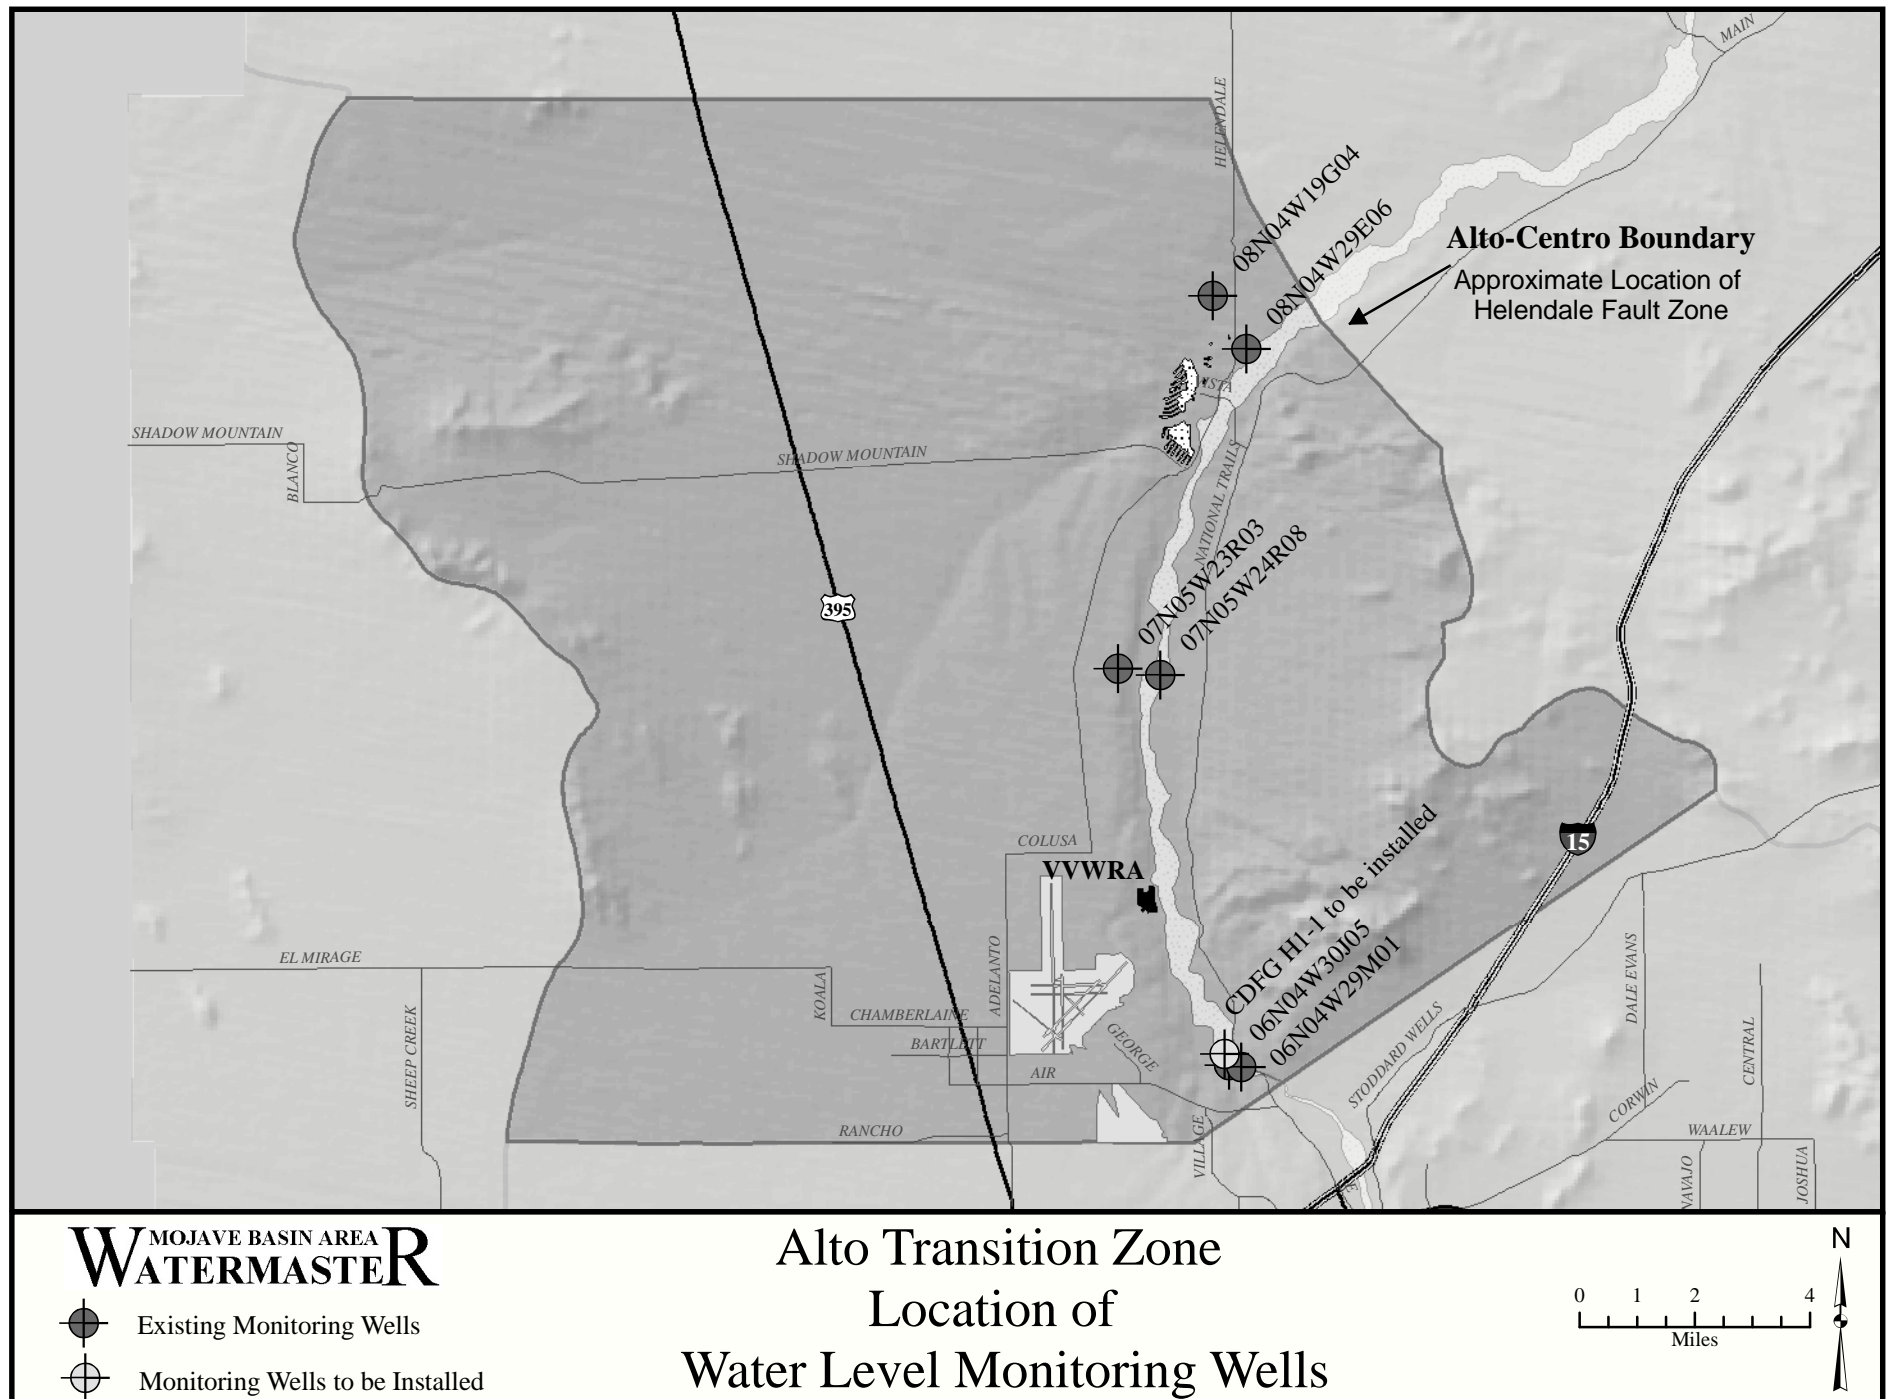 MAIN
HELENDALE
08N04W19G04
08N04W29E06
Alto-Centro Boundary
Approximate Location of
Helendale Fault Zone
SHADOW MOUNTAIN
BLANCO
SHADOW MOUNTAIN
NATIONAL TRAILS
395
07N05W23R03
07N05W24R08
COLUSA
VVWRA
15
CDFG H1-1 to be installed
06N04W30J05
06N04W29M01
EL MIRAGE
SHEEP CREEK
KOALA
ADELANTO
CHAMBERLAINE
BARTLETT
AIR
GEORGE
RANCHO
VILLAGE
STODDARD WELLS
DALE EVANS
CENTRAL
CORWIN
WAALEW
NAVAJO
JOSHUA
MOJAVE BASIN AREA
WATERMASTER
Existing Monitoring Wells
Monitoring Wells to be Installed
Alto Transition Zone
Location of
Water Level Monitoring Wells
0 1 2 4
Miles
N